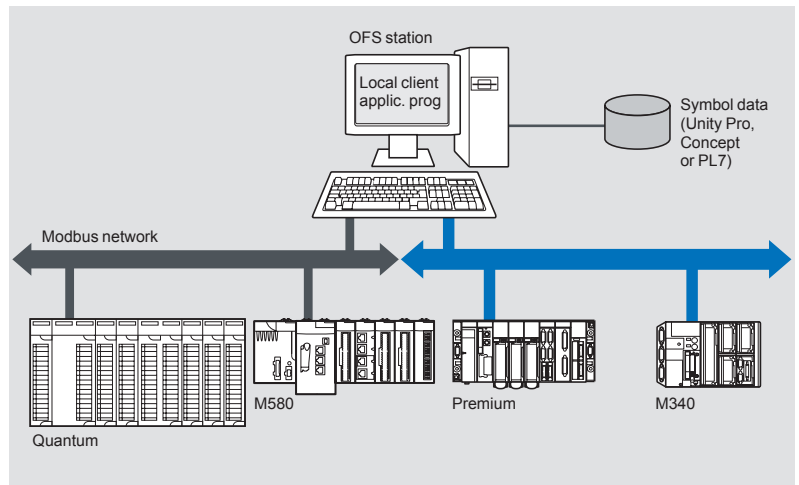 OFS station
Local client
applic. prog
Symbol data
(Unity Pro,
Concept
or PL7)
Modbus network
M580
Premium
M340
Quantum